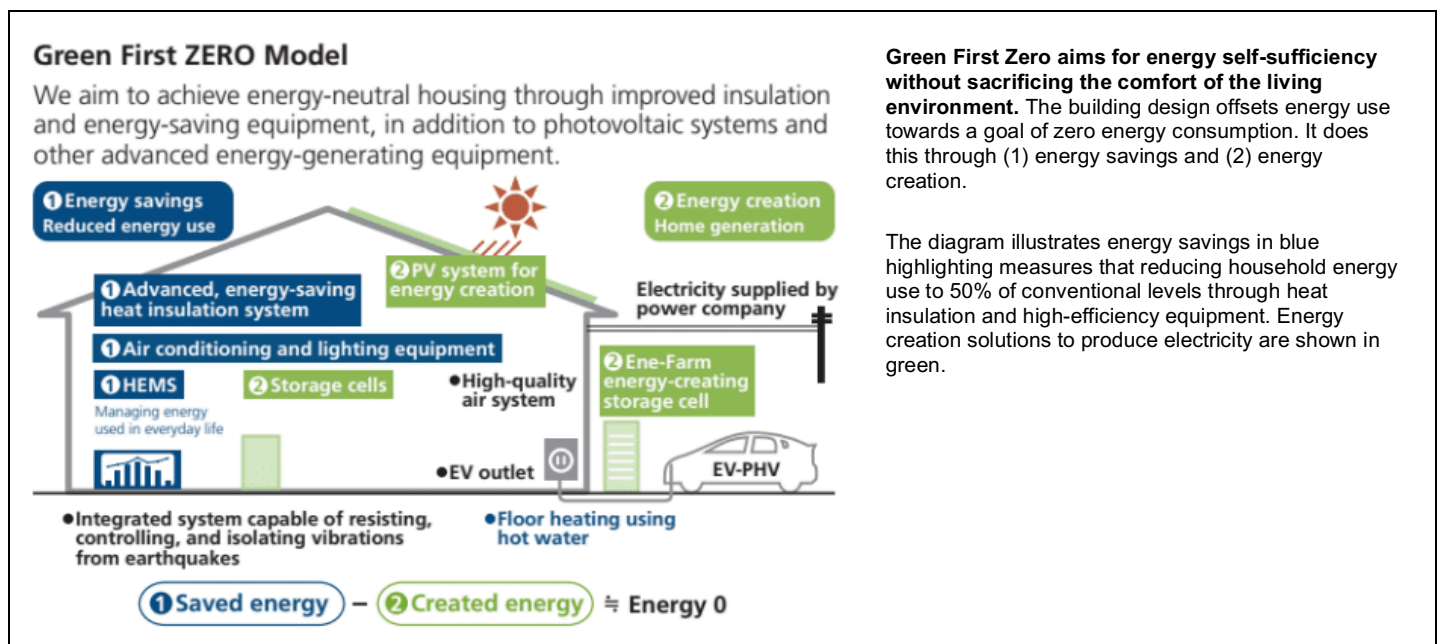 Green First ZERO Model
We aim to achieve energy-neutral housing through improved insulation
and energy-saving equipment, in addition to photovoltaic systems and
other advanced energy-generating equipment.
❶Energy savings
Reduced energy use
❷Energy creation
Home generation
❷PV system for
energy creation
❶Advanced, energy-saving
heat insulation system
Electricity supplied by
power company
❶Air conditioning and lighting equipment
❶HEMS
Managing energy
used in everyday life
❷Storage cells
●High-quality
air system
❷Ene-Farm
energy-creating
storage cell
●EV outlet
EV-PHV
●Integrated system capable of resisting,
controlling, and isolating vibrations
from earthquakes
●Floor heating using
hot water
❶Saved energy − ❷Created energy ≒ Energy 0
Green First Zero aims for energy self-sufficiency
without sacrificing the comfort of the living
environment. The building design offsets energy use
towards a goal of zero energy consumption. It does
this through (1) energy savings and (2) energy
creation.
The diagram illustrates energy savings in blue
highlighting measures that reducing household energy
use to 50% of conventional levels through heat
insulation and high-efficiency equipment. Energy
creation solutions to produce electricity are shown in
green.